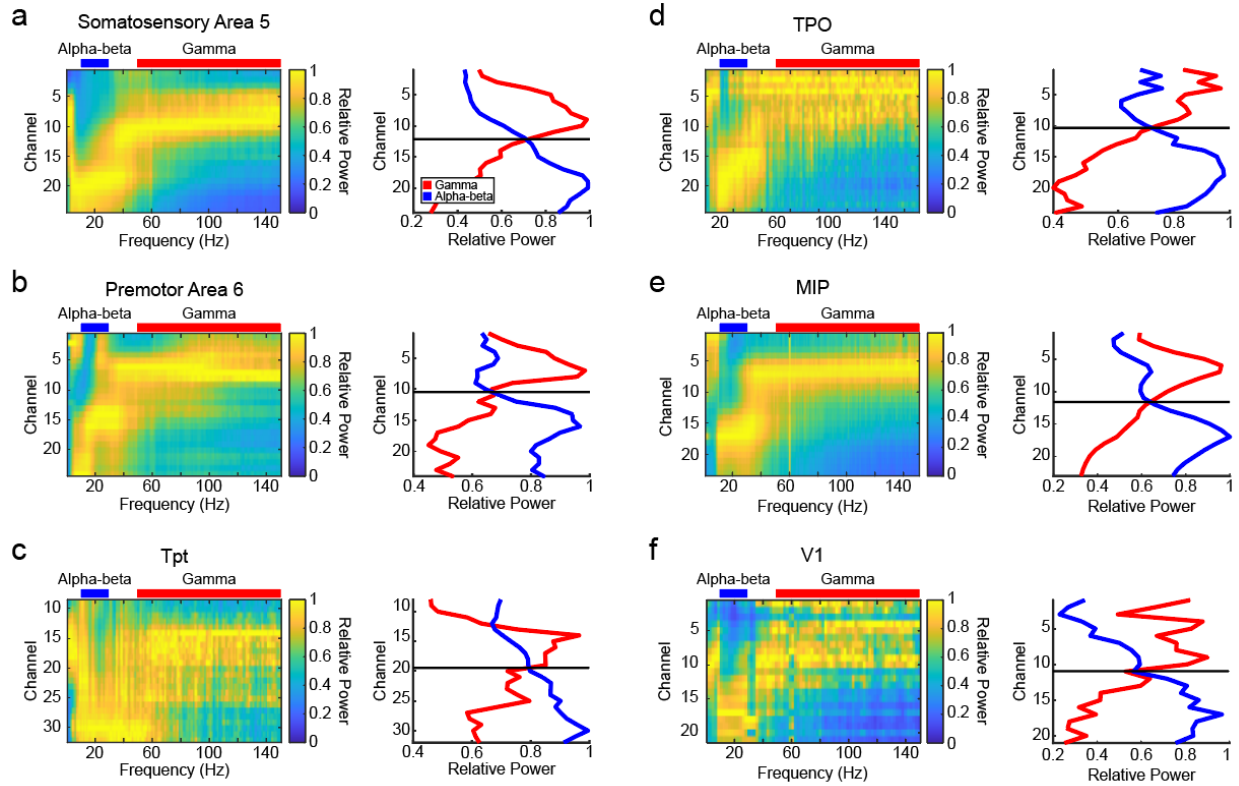 a
Somatosensory Area 5
Alpha-beta Gamma
Channel
5
10
15
20
20 60 100 140
Frequency (Hz)
1
0.8
0.6
0.4
0.2
0
Relative Power
Channel
5
10
15
20
Gamma
Alpha-beta
0.2 0.4 0.6 0.8 1
Relative Power
b
Premotor Area 6
Alpha-beta Gamma
Channel
5
10
15
20
20 60 100 140
Frequency (Hz)
1
0.8
0.6
0.4
0.2
0
Relative Power
Channel
5
10
15
20
0.4 0.6 0.8 1
Relative Power
c
Tpt
Alpha-beta Gamma
Channel
10
15
20
25
30
20 60 100 140
Frequency (Hz)
1
0.8
0.6
0.4
0.2
0
Relative Power
Channel
10
15
20
25
30
0.4 0.6 0.8 1
Relative Power
d
TPO
Alpha-beta Gamma
Channel
5
10
15
20
20 60 100 140
Frequency (Hz)
1
0.8
0.6
0.4
0.2
0
Relative Power
Channel
5
10
15
20
0.4 0.6 0.8 1
Relative Power
e
MIP
Alpha-beta Gamma
Channel
5
10
15
20
20 60 100 140
Frequency (Hz)
1
0.8
0.6
0.4
0.2
0
Relative Power
Channel
5
10
15
20
0.2 0.4 0.6 0.8 1
Relative Power
f
V1
Alpha-beta Gamma
Channel
5
10
15
20
20 60 100 140
Frequency (Hz)
1
0.8
0.6
0.4
0.2
0
Relative Power
Channel
5
10
15
20
0.2 0.4 0.6 0.8 1
Relative Power